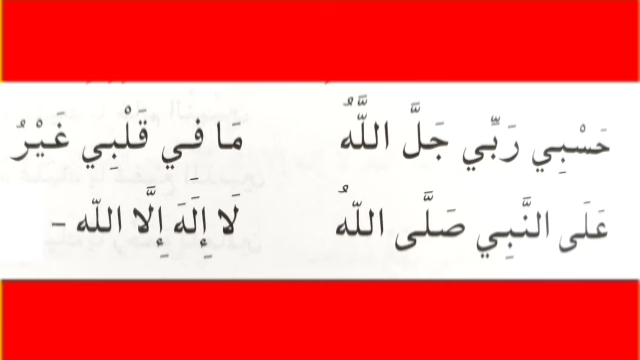 حَسْبِي رَبِّي جَلَّ اللَّهُ مَا فِي قَلْبِي غَيْرُ
عَلَى النَّبِي صَلَّى اللّٰهُ لَا إِلَهَ إِلَّا اللّٰه -